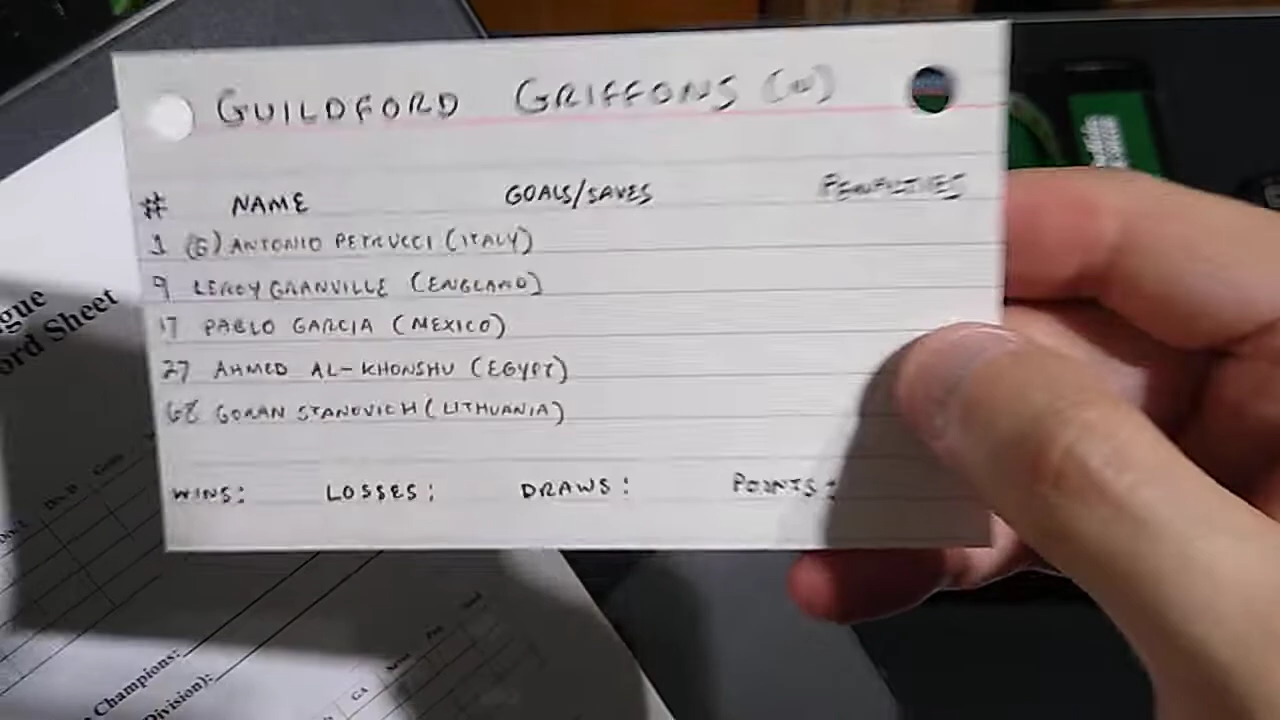 GUILDFORD GRIFFONS (W)
# NAME GOALS/SAVES PENALTIES
1 (G) ANTONIO PETRUCCI (ITALY)
9 LEROY GRANVILLE (ENGLAND)
17 PABLO GARCIA (MEXICO)
27 AHMED AL-KHONSHU (EGYPT)
68 GORAN STANOVICH (LITHUANIA)
WINS: LOSSES: DRAWS: POINTS:
ord Sheet
Champions:
Division):
GA